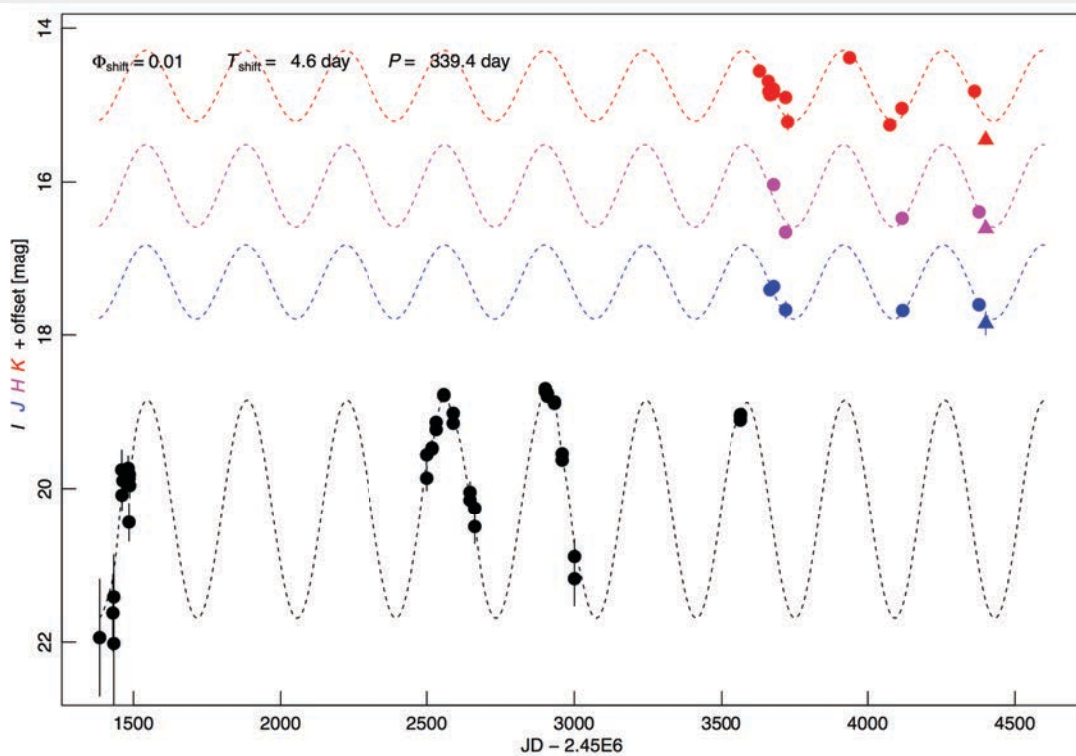 14
Φshift = 0.01 Tshift = 4.6 day P = 339.4 day
16
18
20
22
I J H K + offset [mag]
1500 2000 2500 3000 3500 4000 4500
JD – 2.45E6